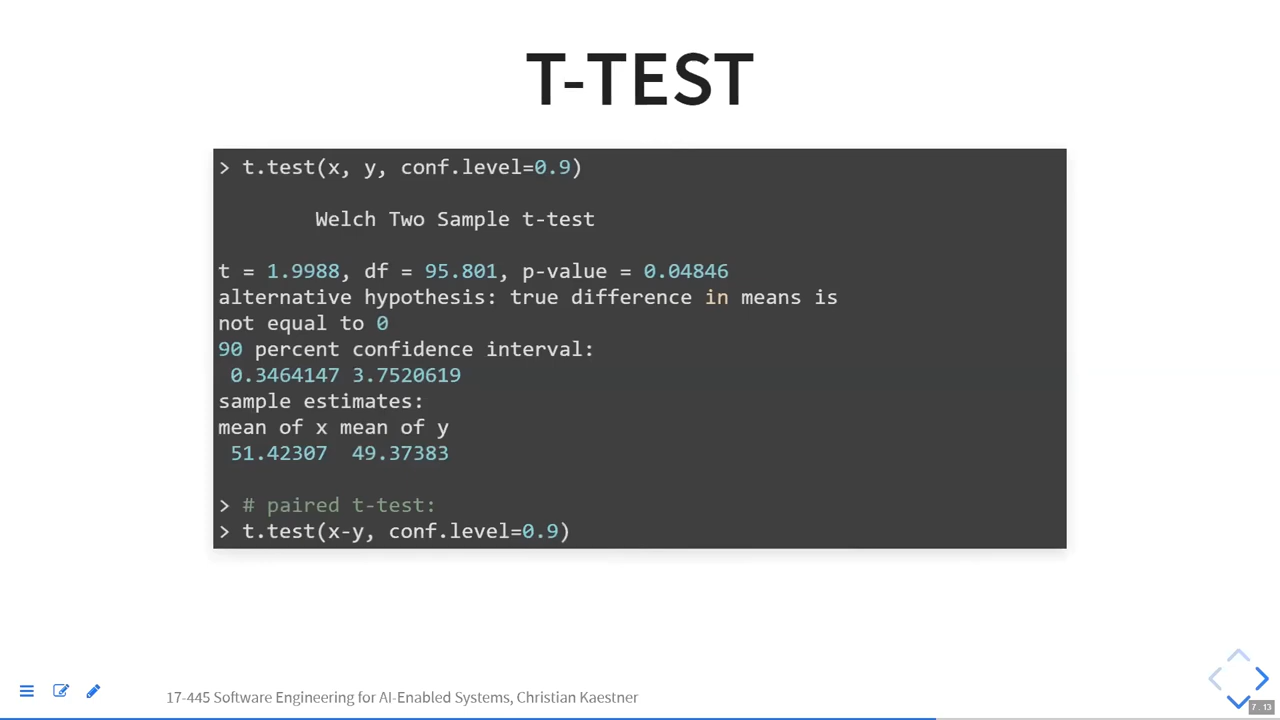 T-TEST
> t.test(x, y, conf.level=0.9)
Welch Two Sample t-test
t = 1.9988, df = 95.801, p-value = 0.04846
alternative hypothesis: true difference in means is
not equal to 0
90 percent confidence interval:
0.3464147 3.7520619
sample estimates:
mean of x mean of y
51.42307 49.37383
> # paired t-test:
> t.test(x-y, conf.level=0.9)
17-445 Software Engineering for AI-Enabled Systems, Christian Kaestner
7 . 13